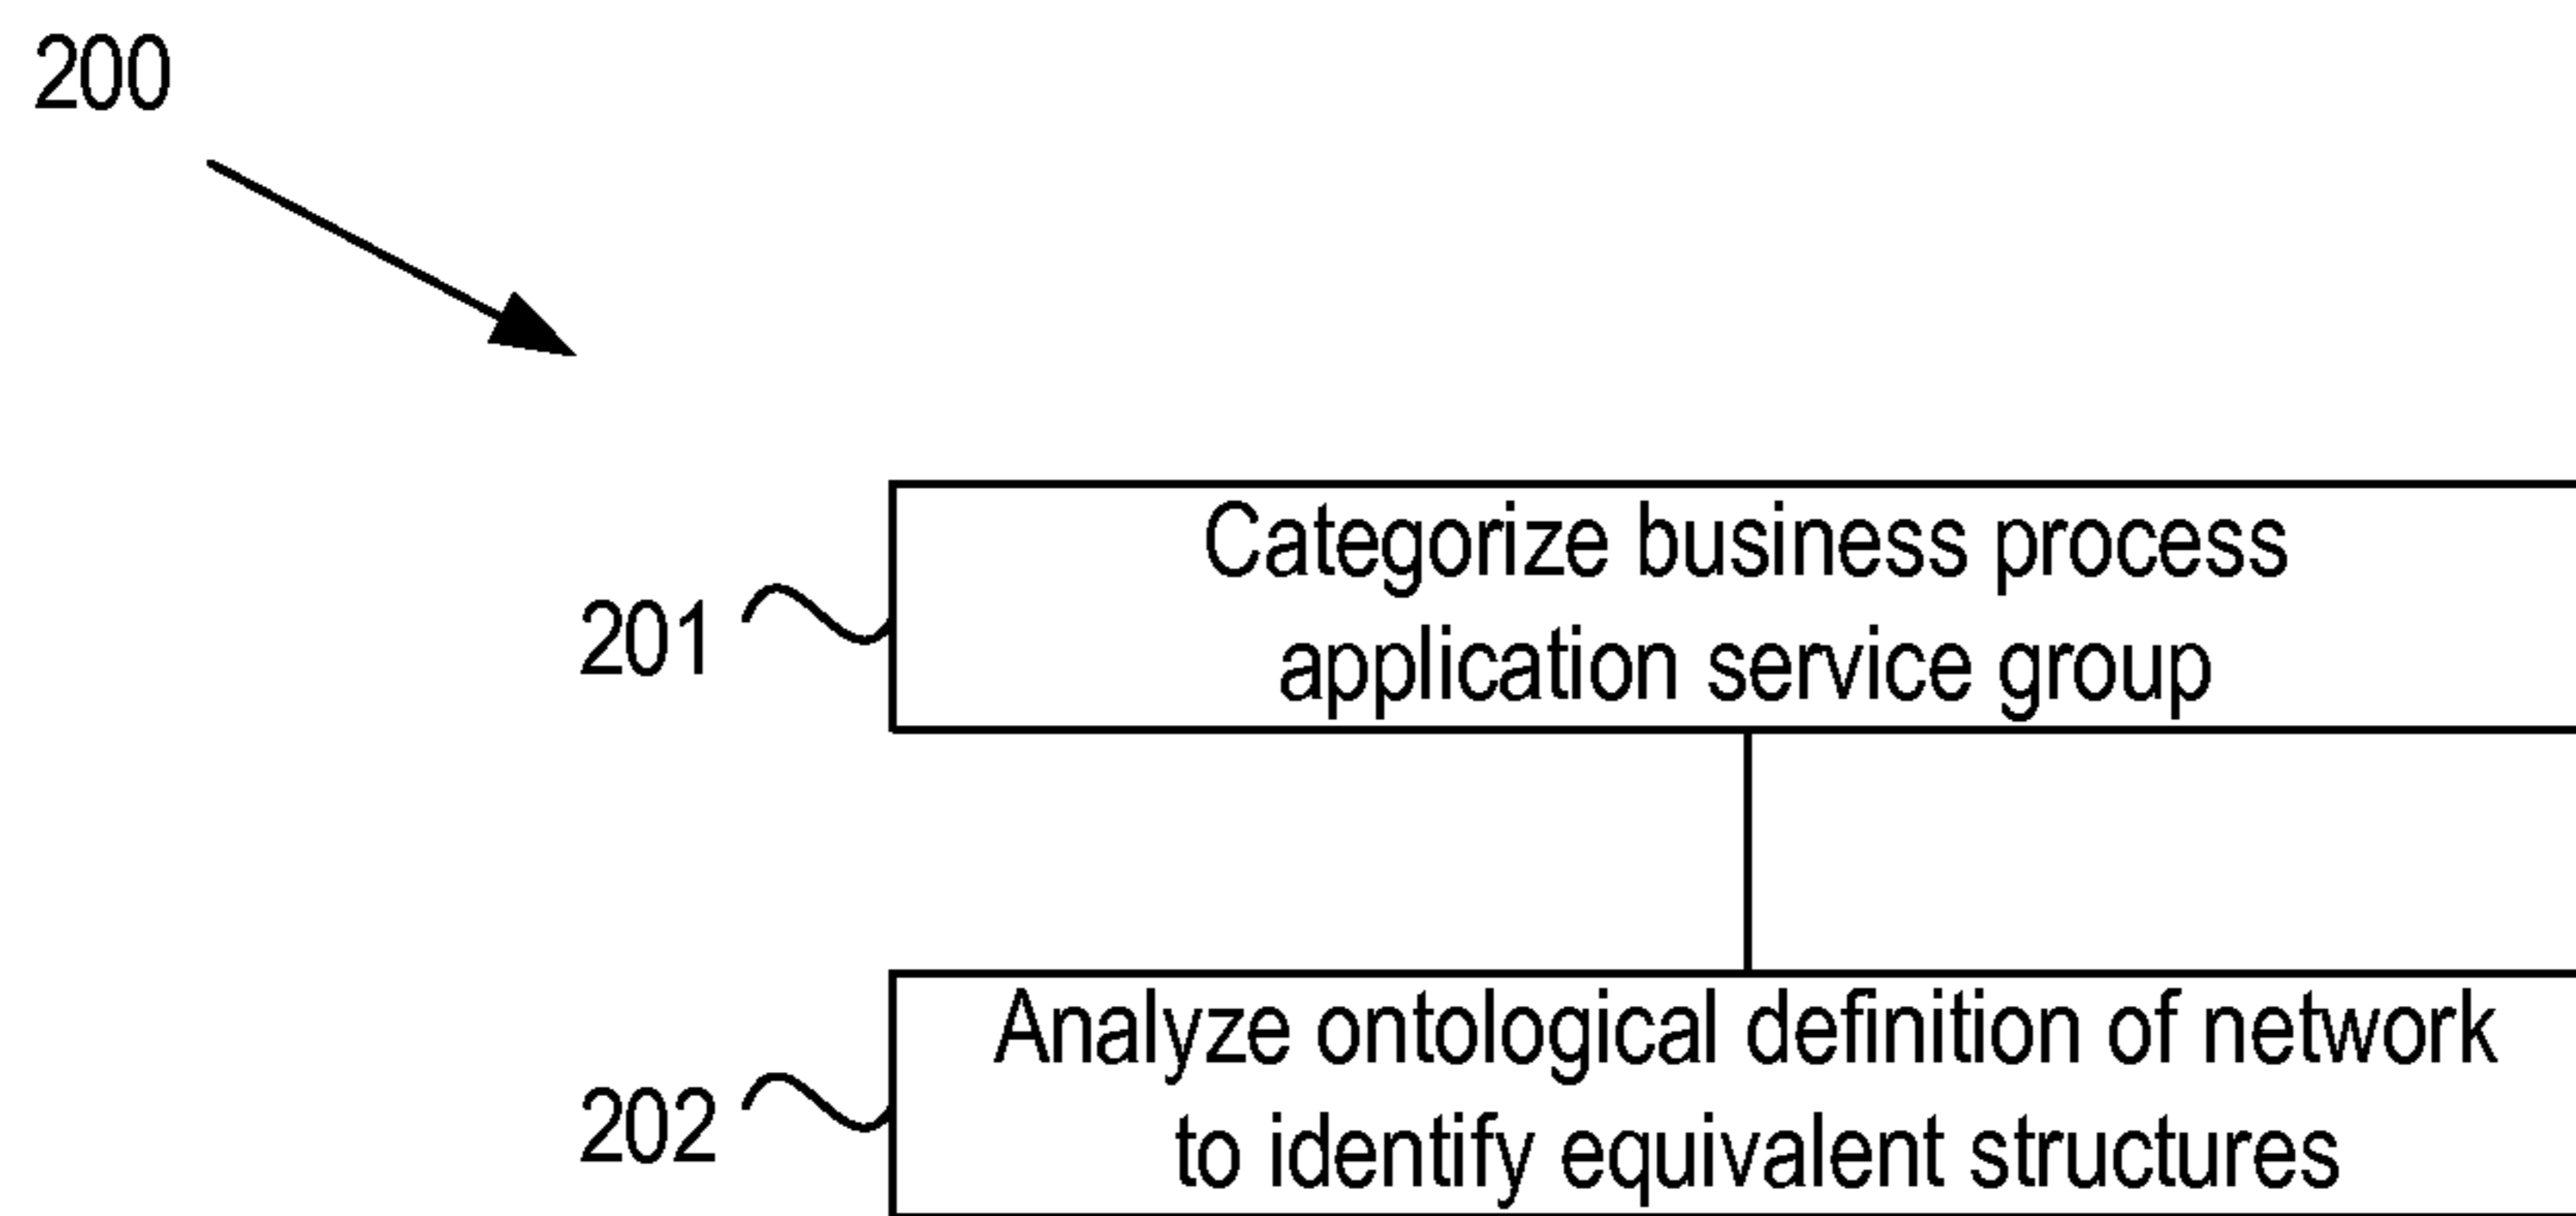 200
Categorize business process
application service group
201
Analyze ontological definition of network
to identify equivalent structures
202